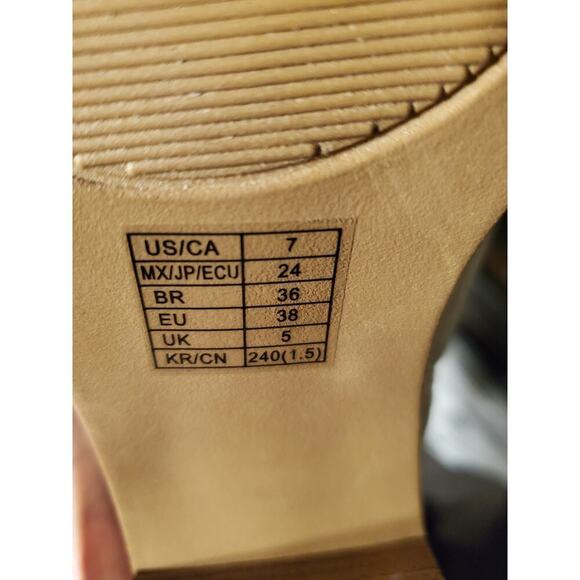 US/CA 7
MX/JP/ECU 24
BR 36
EU 38
UK 5
KR/CN 240(1.5)